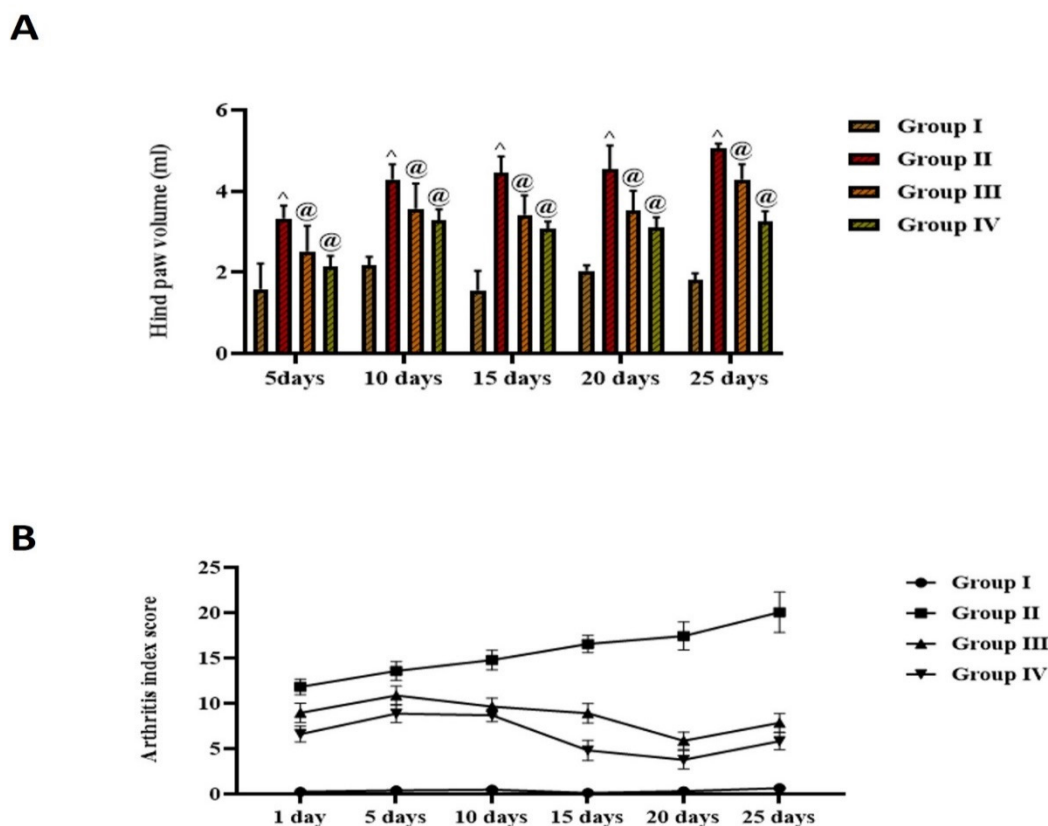 A
Hind paw volume (ml)
6
4
2
0
^ @ @
^ @ @
^ @ @
^ @ @
^ @ @
5days 10 days 15 days 20 days 25 days
Group I
Group II
Group III
Group IV
B
Arthritis index score
25
20
15
10
5
0
1 day 5 days 10 days 15 days 20 days 25 days
Group I
Group II
Group III
Group IV